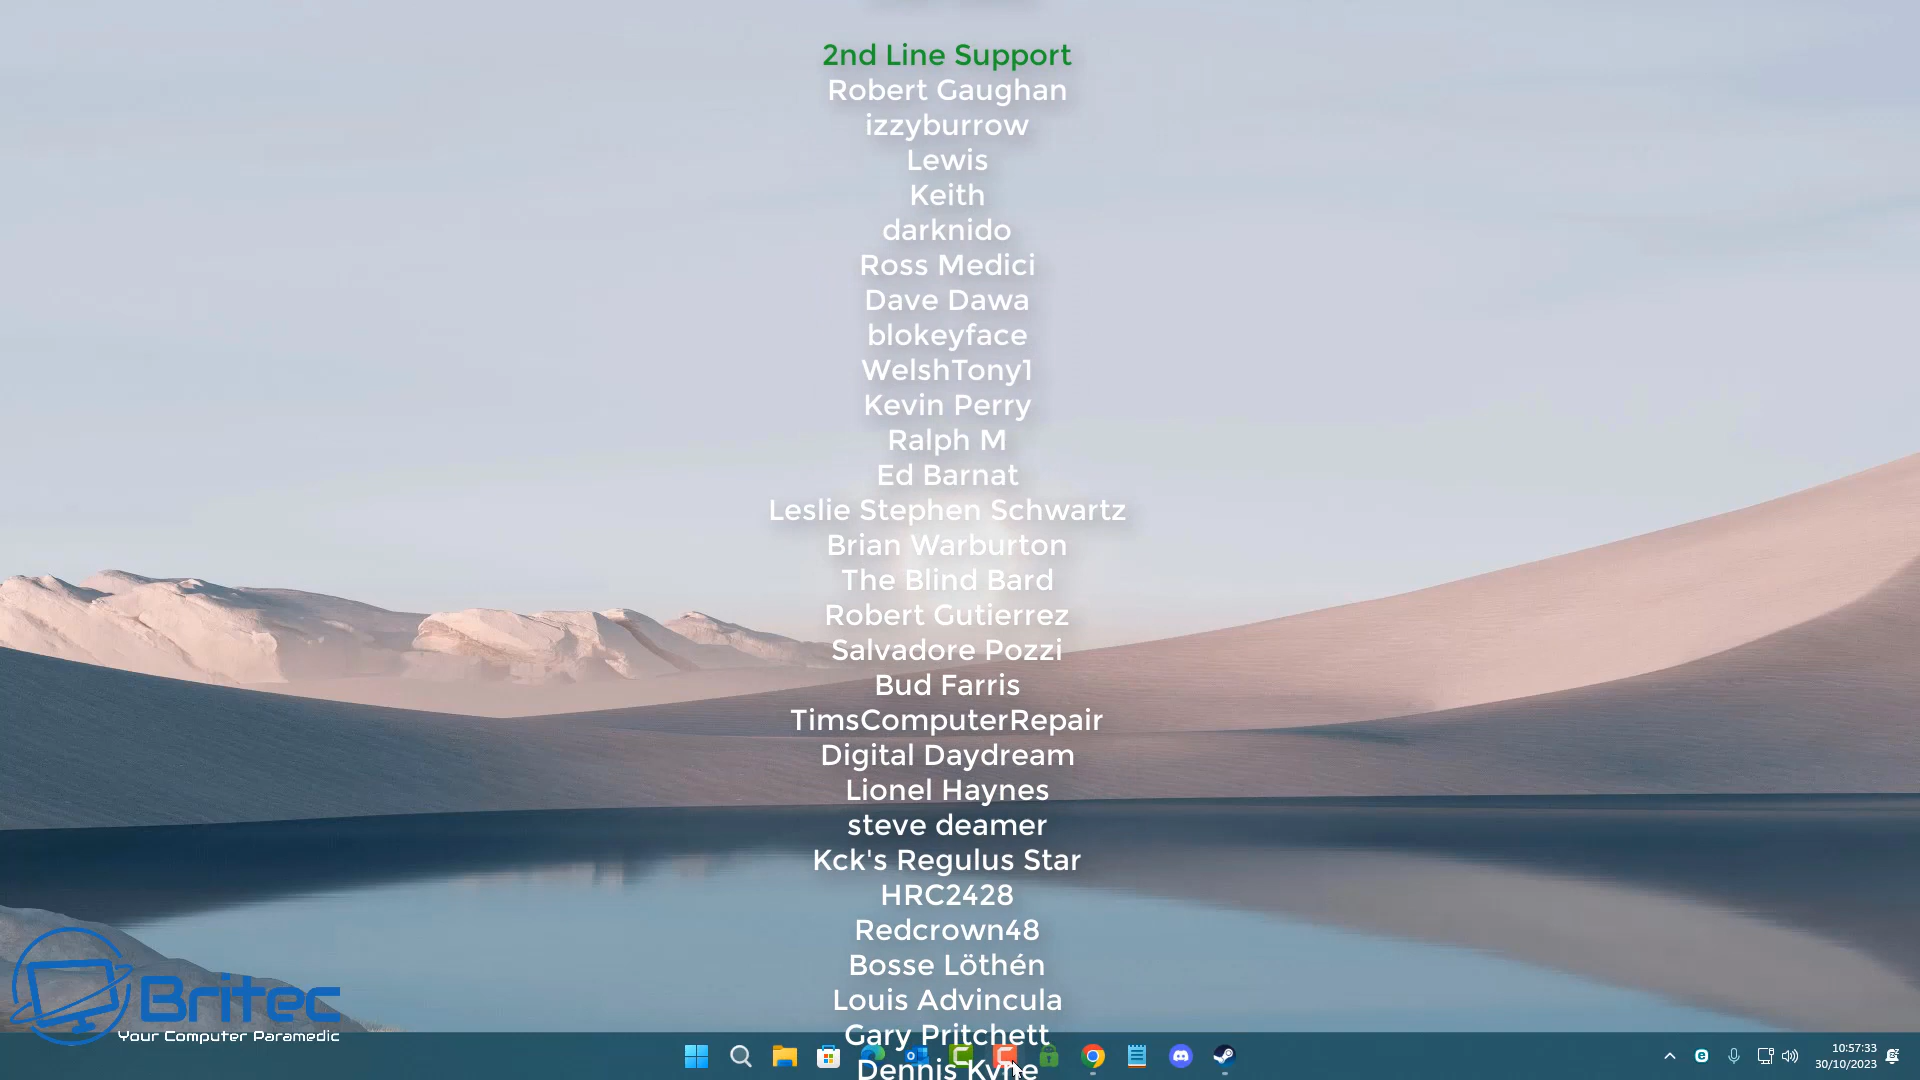 2nd Line Support
Robert Gaughan
izzyburrow
Lewis
Keith
darknido
Ross Medici
Dave Dawa
blokeyface
WelshTony1
Kevin Perry
Ralph M
Ed Barnat
Leslie Stephen Schwartz
Brian Warburton
The Blind Bard
Robert Gutierrez
Salvadore Pozzi
Bud Farris
TimsComputerRepair
Digital Daydream
Lionel Haynes
steve deamer
Kck's Regulus Star
HRC2428
Redcrown48
Bosse Löthén
Louis Advincula
Gary Pritchett
Dennis Kyne
Britec
Your Computer Paramedic
10:57:33
30/10/2023